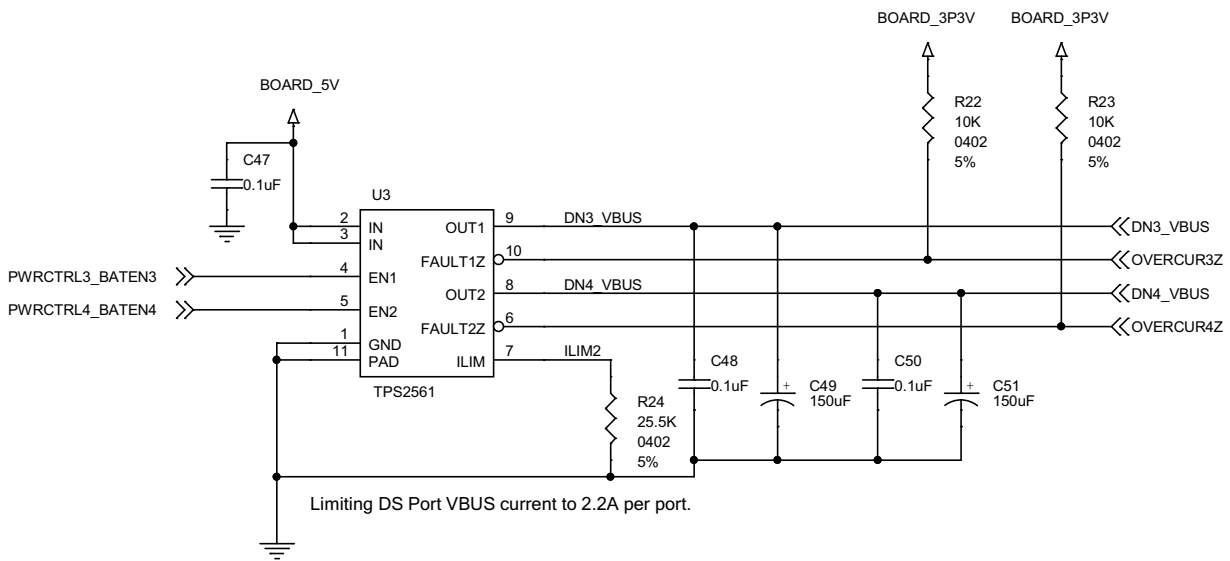 BOARD_3P3V
BOARD_3P3V
BOARD_5V
R22
10K
0402
5%
R23
10K
0402
5%
C47
0.1uF
U3
2
IN
3
IN
4
EN1
5
EN2
1
GND
11
PAD
OUT1
9
FAULT1Z
10
OUT2
8
FAULT2Z
6
ILIM
7
TPS2561
PWRCTRL3_BATEN3
PWRCTRL4_BATEN4
DN3_VBUS
DN4_VBUS
ILIM2
DN3_VBUS
OVERCUR3Z
DN4_VBUS
OVERCUR4Z
R24
25.5K
0402
5%
C48
0.1uF
+
C49
150uF
C50
0.1uF
+
C51
150uF
Limiting DS Port VBUS current to 2.2A per port.